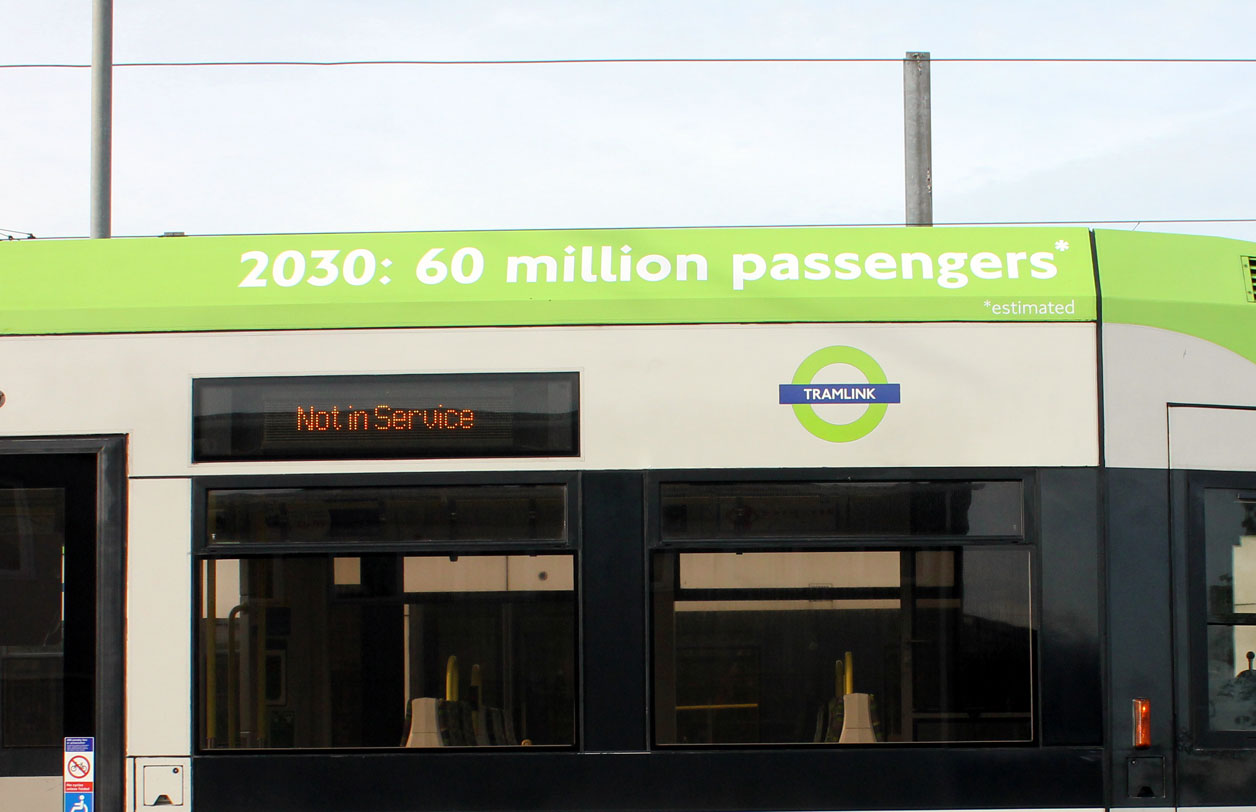 2030: 60 million passengers*
*estimated
Not in Service
TRAMLINK